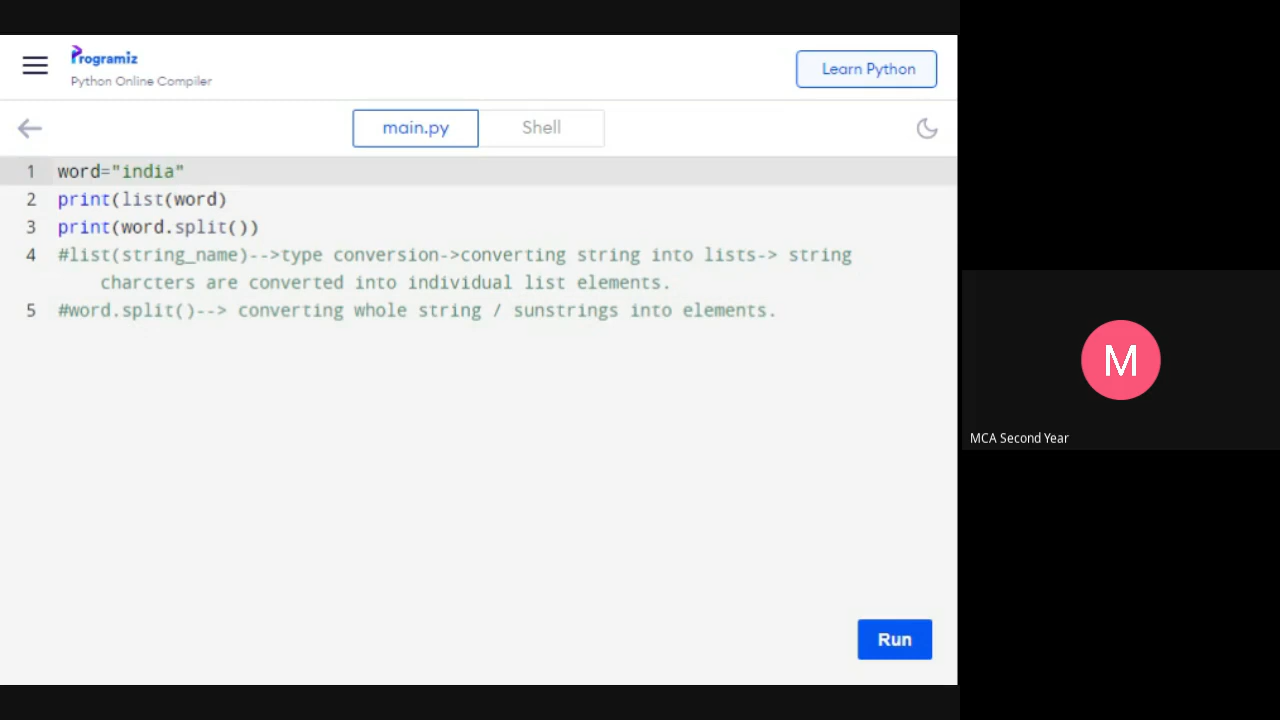 Programiz
Python Online Compiler
Learn Python
main.py
Shell
1 word="india"
2 print(list(word)
3 print(word.split())
4 #list(string_name)-->type conversion->converting string into lists-> string
charcters are converted into individual list elements.
5 #word.split()--> converting whole string / sunstrings into elements.
Run
M
MCA Second Year